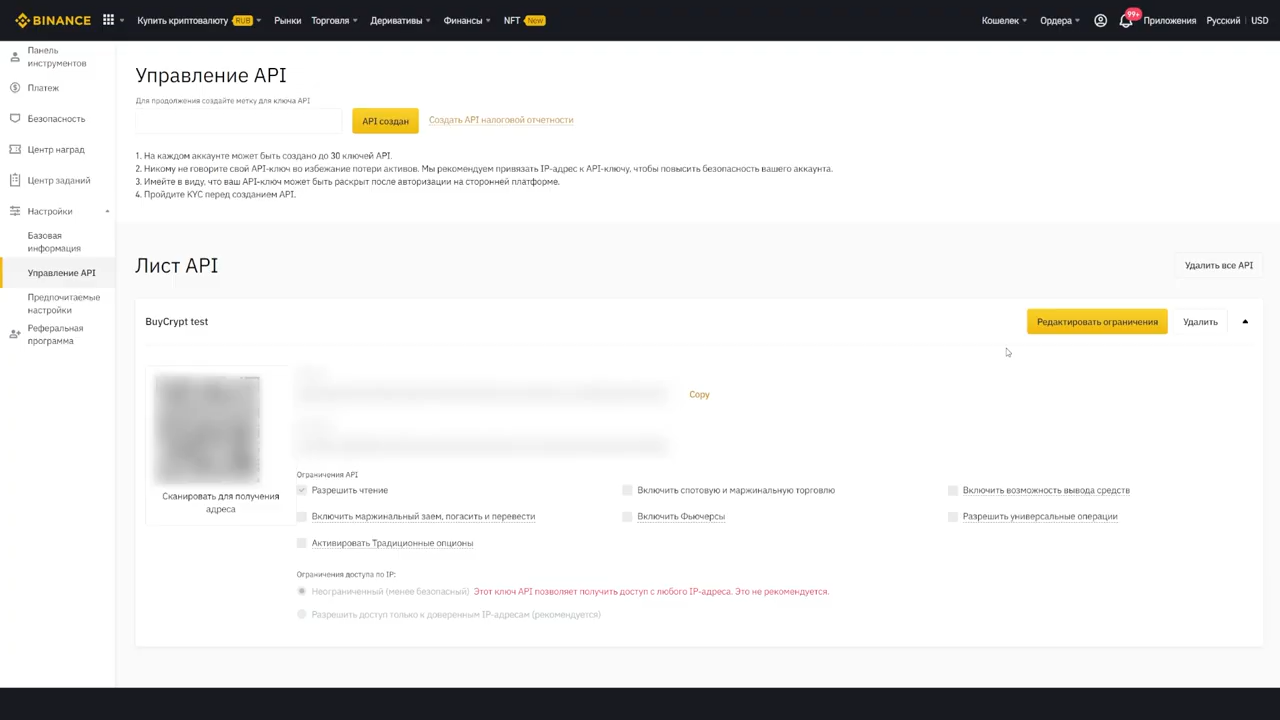 BINANCE
Купить криптовалюту RUB
Рынки
Торговля
Деривативы
Финансы
NFT New
Кошелек
Ордера
99+
Приложения
Русский | USD
Панель
инструментов
Платеж
Безопасность
Центр наград
Центр заданий
Настройки
Базовая
информация
Управление API
Предпочитаемые
настройки
Реферальная
программа
Управление API
Для продолжения создайте метку для ключа API
API создан
Создать API налоговой отчетности
1. На каждом аккаунте может быть создано до 30 ключей API.
2. Никому не говорите свой API-ключ во избежание потери активов. Мы рекомендуем привязать IP-адрес к API-ключу, чтобы повысить безопасность вашего аккаунта.
3. Имейте в виду, что ваш API-ключ может быть раскрыт после авторизации на сторонней платформе.
4. Пройдите KYC перед созданием API.
Лист API
Удалить все API
BuyCrypt test
Редактировать ограничения
Удалить
Copy
Сканировать для получения
адреса
Ограничения API
Разрешить чтение
Включить спотовую и маржинальную торговлю
Включить возможность вывода средств
Включить маржинальный заем, погасить и перевести
Включить Фьючерсы
Разрешить универсальные операции
Активировать Традиционные опционы
Ограничения доступа по IP:
Неограниченный (менее безопасный) Этот ключ API позволяет получить доступ с любого IP-адреса. Это не рекомендуется.
Разрешить доступ только к доверенным IP-адресам (рекомендуется)